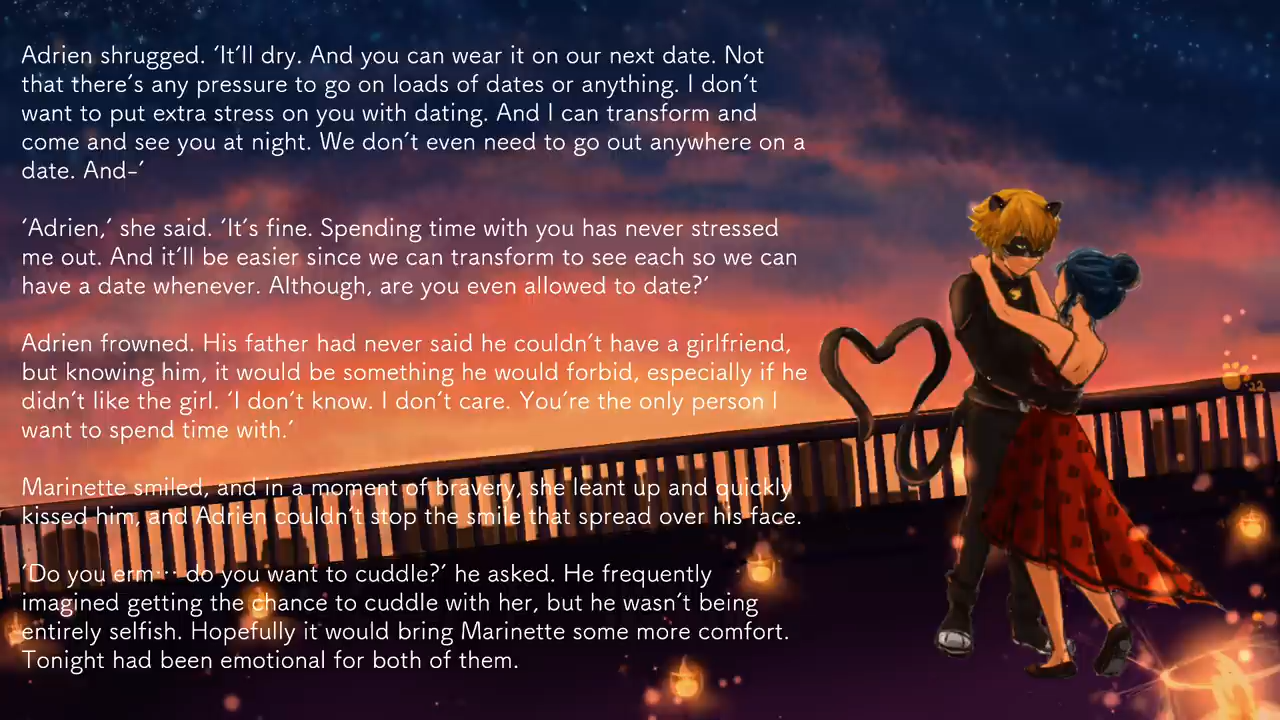 Adrien shrugged. ‘It’ll dry. And you can wear it on our next date. Not
that there’s any pressure to go on loads of dates or anything. I don’t
want to put extra stress on you with dating. And I can transform and
come and see you at night. We don’t even need to go out anywhere on a
date. And-’
‘Adrien,’ she said. ‘It’s fine. Spending time with you has never stressed
me out. And it’ll be easier since we can transform to see each so we can
have a date whenever. Although, are you even allowed to date?’
Adrien frowned. His father had never said he couldn’t have a girlfriend,
but knowing him, it would be something he would forbid, especially if he
didn’t like the girl. ‘I don’t know. I don’t care. You’re the only person I
want to spend time with.’
Marinette smiled, and in a moment of bravery, she leant up and quickly
kissed him, and Adrien couldn’t stop the smile that spread over his face.
‘Do you erm… do you want to cuddle?’ he asked. He frequently
imagined getting the chance to cuddle with her, but he wasn’t being
entirely selfish. Hopefully it would bring Marinette some more comfort.
Tonight had been emotional for both of them.
'22